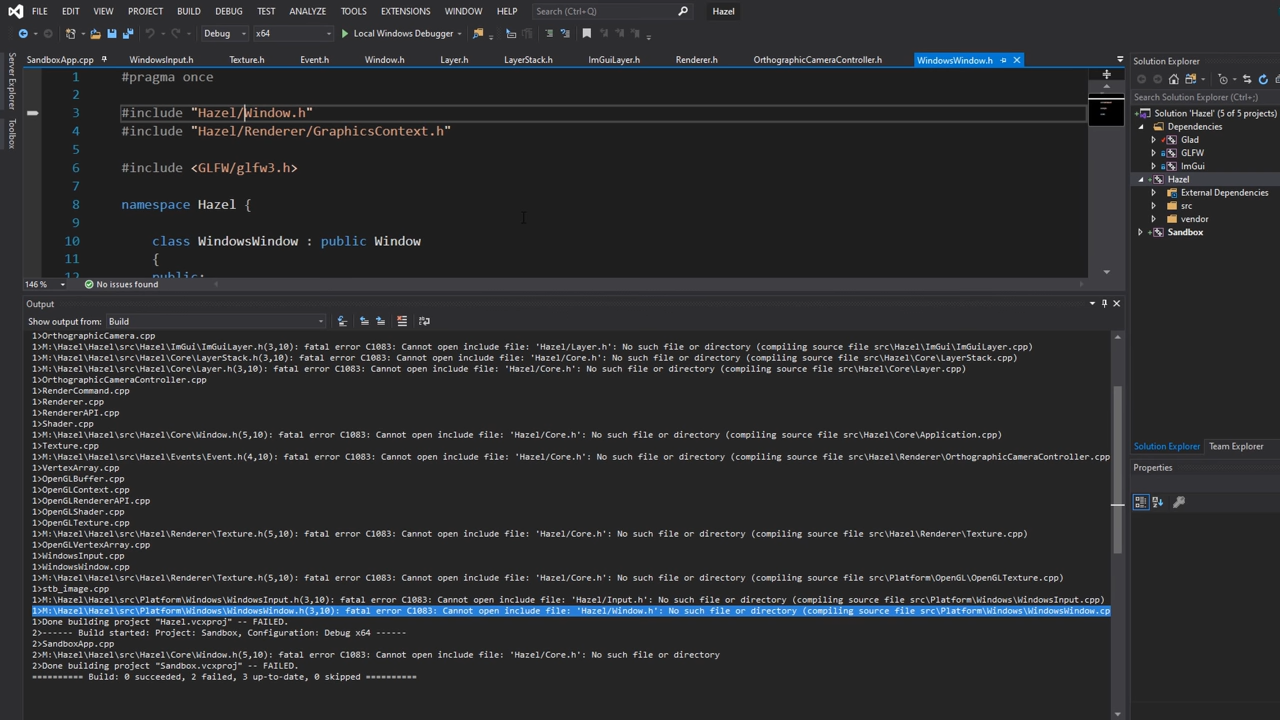 FILE EDIT VIEW PROJECT BUILD DEBUG TEST ANALYZE TOOLS EXTENSIONS WINDOW HELP Search (Ctrl+Q) Hazel
Debug x64 Local Windows Debugger
Server Explorer
Toolbox
SandboxApp.cpp WindowsInput.h Texture.h Event.h Window.h Layer.h LayerStack.h ImGuiLayer.h Renderer.h OrthographicCameraController.h WindowsWindow.h
1 #pragma once
2
3 #include "Hazel/Window.h"
4 #include "Hazel/Renderer/GraphicsContext.h"
5
6 #include <GLFW/glfw3.h>
7
8 namespace Hazel {
9
10 class WindowsWindow : public Window
11 {
12 public:
146 % No issues found
Output
Show output from: Build
1>OrthographicCamera.cpp
1>M:\Hazel\Hazel\src\Hazel\ImGui\ImGuiLayer.h(3,10): fatal error C1083: Cannot open include file: 'Hazel/Layer.h': No such file or directory (compiling source file src\Hazel\ImGui\ImGuiLayer.cpp)
1>M:\Hazel\Hazel\src\Hazel\Core\LayerStack.h(3,10): fatal error C1083: Cannot open include file: 'Hazel/Core.h': No such file or directory (compiling source file src\Hazel\Core\LayerStack.cpp)
1>M:\Hazel\Hazel\src\Hazel\Core\Layer.h(3,10): fatal error C1083: Cannot open include file: 'Hazel/Core.h': No such file or directory (compiling source file src\Hazel\Core\Layer.cpp)
1>OrthographicCameraController.cpp
1>RenderCommand.cpp
1>Renderer.cpp
1>RendererAPI.cpp
1>Shader.cpp
1>M:\Hazel\Hazel\src\Hazel\Core\Window.h(5,10): fatal error C1083: Cannot open include file: 'Hazel/Core.h': No such file or directory (compiling source file src\Hazel\Core\Application.cpp)
1>Texture.cpp
1>M:\Hazel\Hazel\src\Hazel\Events\Event.h(4,10): fatal error C1083: Cannot open include file: 'Hazel/Core.h': No such file or directory (compiling source file src\Hazel\Renderer\OrthographicCameraController.cpp
1>VertexArray.cpp
1>OpenGLBuffer.cpp
1>OpenGLContext.cpp
1>OpenGLRendererAPI.cpp
1>OpenGLShader.cpp
1>OpenGLTexture.cpp
1>M:\Hazel\Hazel\src\Hazel\Renderer\Texture.h(5,10): fatal error C1083: Cannot open include file: 'Hazel/Core.h': No such file or directory (compiling source file src\Hazel\Renderer\Texture.cpp)
1>OpenGLVertexArray.cpp
1>WindowsInput.cpp
1>WindowsWindow.cpp
1>M:\Hazel\Hazel\src\Hazel\Renderer\Texture.h(5,10): fatal error C1083: Cannot open include file: 'Hazel/Core.h': No such file or directory (compiling source file src\Platform\OpenGL\OpenGLTexture.cpp)
1>stb_image.cpp
1>M:\Hazel\Hazel\src\Platform\Windows\WindowsInput.h(3,10): fatal error C1083: Cannot open include file: 'Hazel/Input.h': No such file or directory (compiling source file src\Platform\Windows\WindowsInput.cpp)
1>M:\Hazel\Hazel\src\Platform\Windows\WindowsWindow.h(3,10): fatal error C1083: Cannot open include file: 'Hazel/Window.h': No such file or directory (compiling source file src\Platform\Windows\WindowsWindow.cp
1>Done building project "Hazel.vcxproj" -- FAILED.
2>------ Build started: Project: Sandbox, Configuration: Debug x64 ------
2>SandboxApp.cpp
2>M:\Hazel\Hazel\src\Hazel\Core\Window.h(5,10): fatal error C1083: Cannot open include file: 'Hazel/Core.h': No such file or directory
2>Done building project "Sandbox.vcxproj" -- FAILED.
========== Build: 0 succeeded, 2 failed, 3 up-to-date, 0 skipped ==========
Solution Explorer
Search Solution Explorer (Ctrl+;)
Solution 'Hazel' (5 of 5 projects)
Dependencies
Glad
GLFW
ImGui
Hazel
External Dependencies
src
vendor
Sandbox
Solution Explorer Team Explorer
Properties